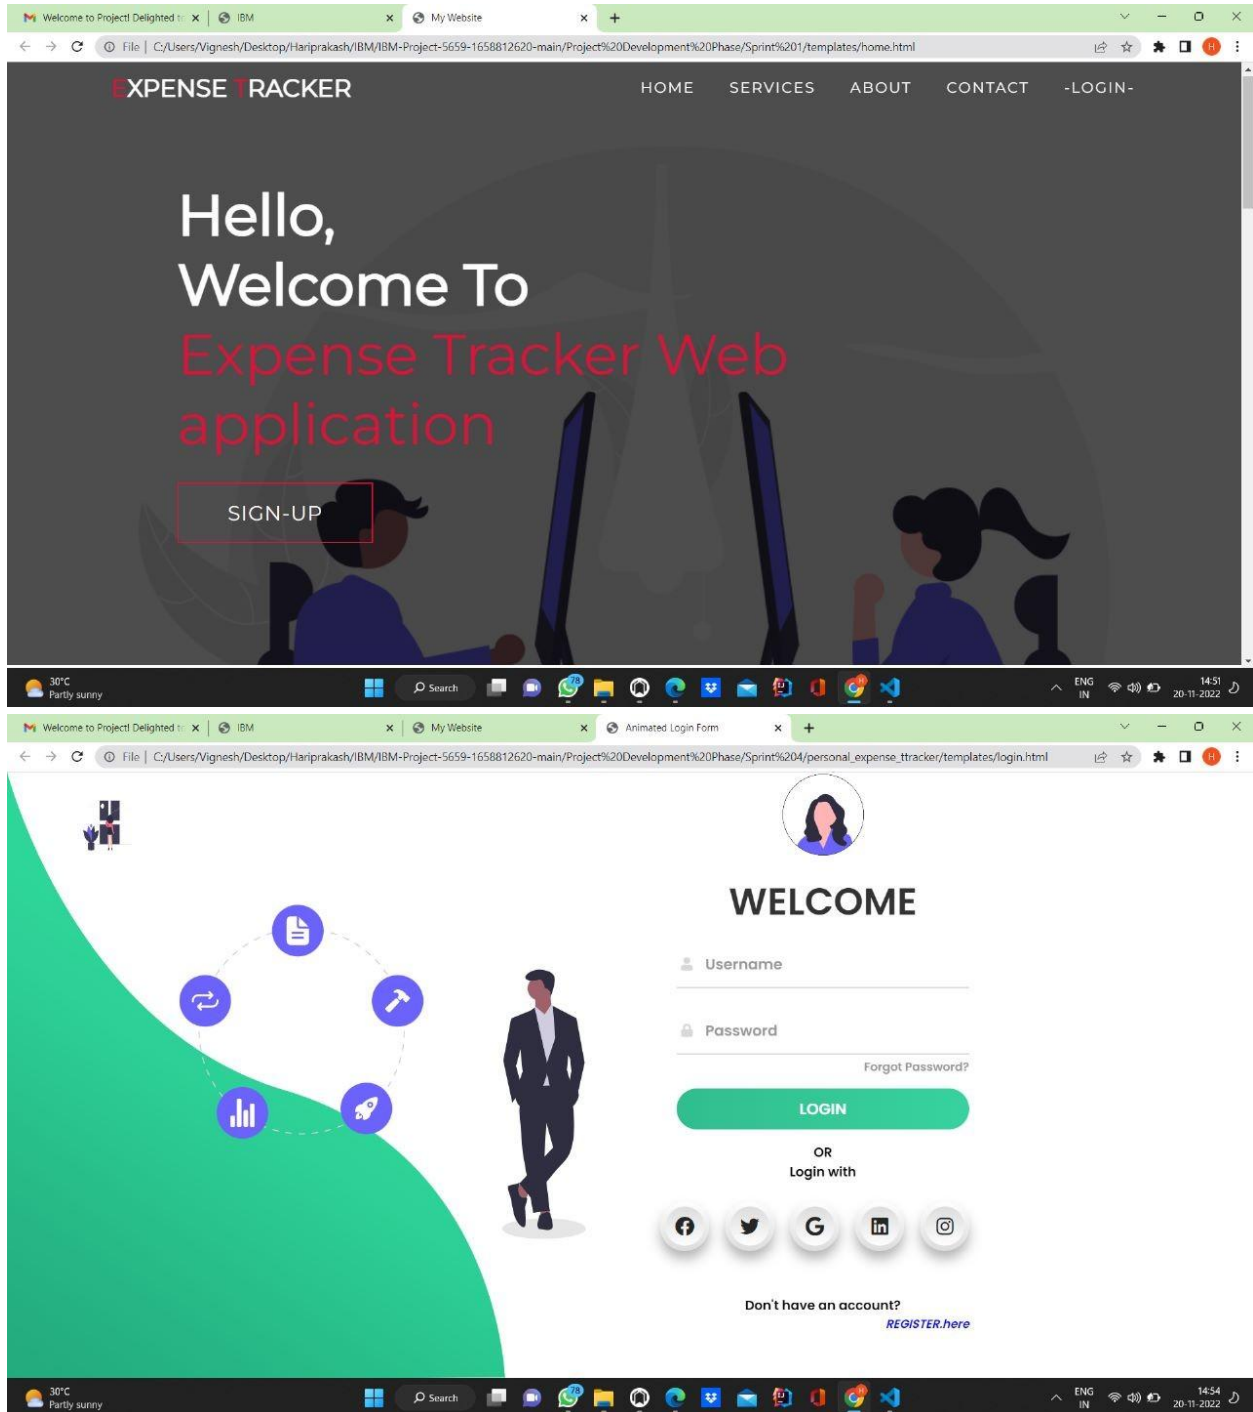 Welcome to Project! Delighted to
IBM
My Website
File | C:/Users/Vignesh/Desktop/Hariprakash/IBM/IBM-Project-5659-1658812620-main/Project%20Development%20Phase/Sprint%201/templates/home.html
H
EXPENSE TRACKER
HOME SERVICES ABOUT CONTACT -LOGIN-
Hello,
Welcome To
Expense Tracker Web
application
SIGN-UP
30°C
Partly sunny
Search
78
ENG
IN
14:51
20-11-2022
Welcome to Project! Delighted to
IBM
My Website
Animated Login Form
File | C:/Users/Vignesh/Desktop/Hariprakash/IBM/IBM-Project-5659-1658812620-main/Project%20Development%20Phase/Sprint%204/personal_expense_ttracker/templates/login.html
H
WELCOME
Username
Password
Forgot Password?
LOGIN
OR
Login with
Don't have an account?
REGISTER.here
30°C
Partly sunny
Search
78
ENG
IN
14:54
20-11-2022